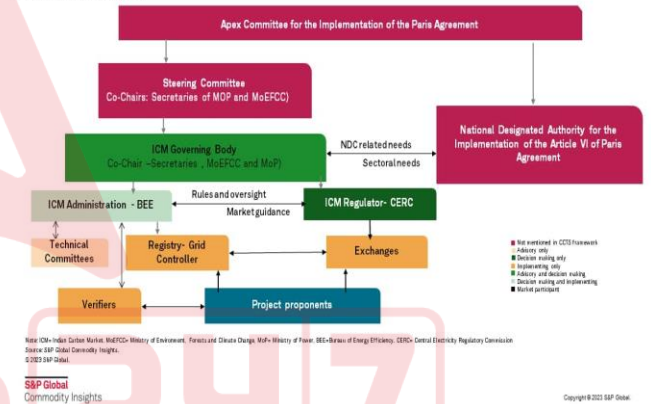 Apex Committee for the Implementation of the Paris Agreement
Steering Committee
Co-Chairs: Secretaries of MOP and MoEFCC)
National Designated Authority for the
Implementation of the Article VI of Paris
Agreement
ICM Governing Body
Co-Chair –Secretaries , MoEFCC and MoP)
NDC related needs
Sectoral needs
ICM Administration - BEE
Rules and oversight
Market guidance
ICM Regulator- CERC
Technical
Committees
Registry- Grid
Controller
Exchanges
Verifiers
Project proponents
Not mentioned in CCTS framework
Advisory only
Decision making only
Implementing only
Advisory and decision making
Decision making and implementing
Market participant
Note: ICM= Indian Carbon Market, MoEFCC= Ministry of Environment, Forests and Climate Change, MoP= Ministry of Power, BEE=Bureau of Energy Efficiency, CERC= Central Electricity Regulatory Commission
Source: S&P Global Commodity Insights.
© 2023 S&P Global.
S&P Global
Commodity Insights
Copyright © 2023 S&P Global.